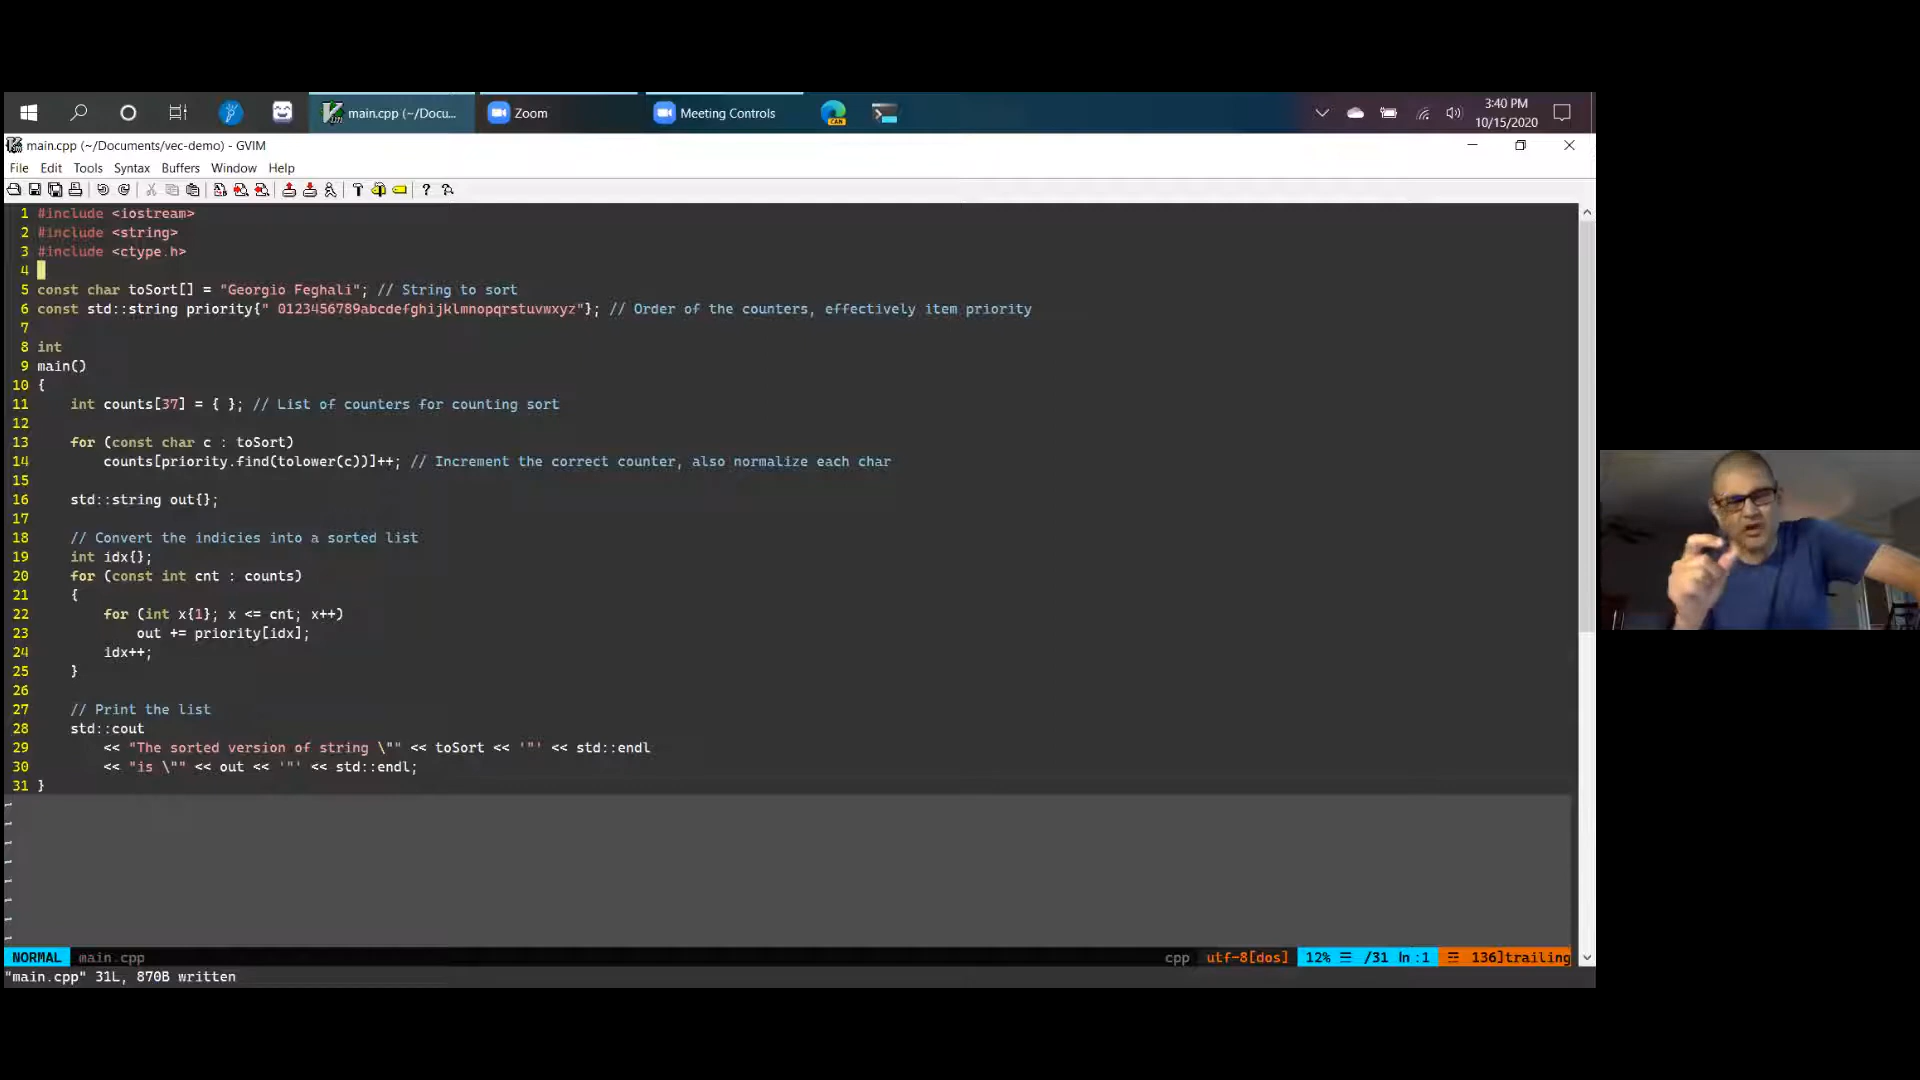 main.cpp (~/Docu...
Zoom
Meeting Controls
CAN
3:40 PM
10/15/2020
main.cpp (~/Documents/vec-demo) - GVIM
File Edit Tools Syntax Buffers Window Help
1 #include <iostream>
2 #include <string>
3 #include <ctype.h>
4
5 const char toSort[] = "Georgio Feghali"; // String to sort
6 const std::string priority{" 0123456789abcdefghijklmnopqrstuvwxyz"}; // Order of the counters, effectively item priority
7
8 int
9 main()
10 {
11     int counts[37] = { }; // List of counters for counting sort
12
13     for (const char c : toSort)
14         counts[priority.find(tolower(c))]++; // Increment the correct counter, also normalize each char
15
16     std::string out{};
17
18     // Convert the indicies into a sorted list
19     int idx{};
20     for (const int cnt : counts)
21     {
22         for (int x{1}; x <= cnt; x++)
23             out += priority[idx];
24         idx++;
25     }
26
27     // Print the list
28     std::cout
29         << "The sorted version of string \"" << toSort << '"' << std::endl
30         << "is \"" << out << '"' << std::endl;
31 }
~
~
~
~
~
~
~
~
NORMAL main.cpp cpp utf-8[dos] 12% ☰ /31 ln :1 ☲ 136]trailing
"main.cpp" 31L, 870B written